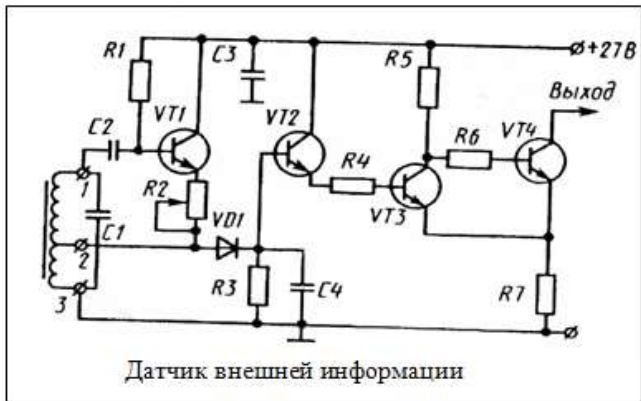 R1
C3
R5
+27В
Выход
VT1
C2
VT2
R6
VT4
R4
1
R2
VT3
C1
VD1
2
R3
C4
R7
3
Датчик внешней информации